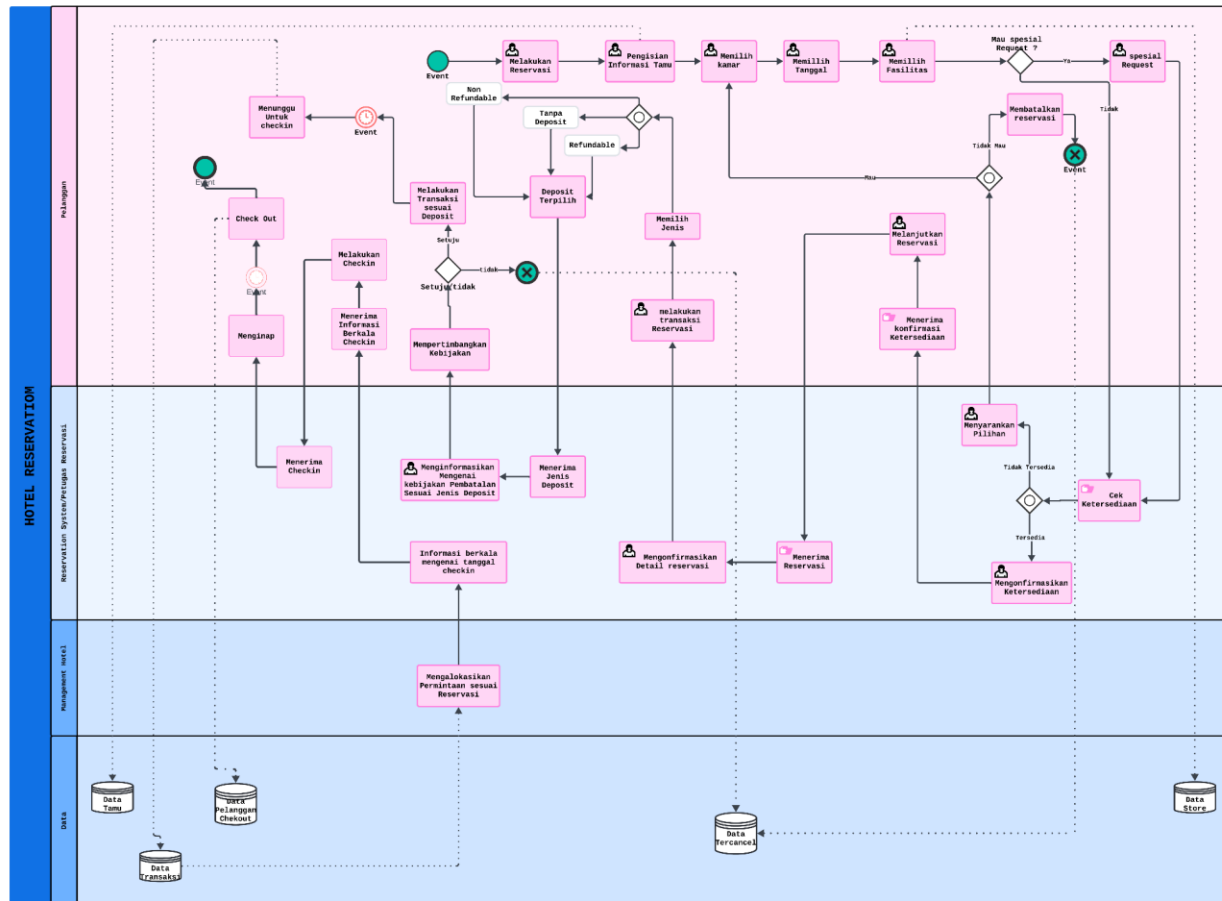 HOTEL RESERVATIOM
Pelanggan
Reservation System/Petugas Reservasi
Management Hotel
Data
Event
Melakukan
Reservasi
Pengisian
Informasi Tamu
Memilih
kamar
Memillih
Tanggal
Memillih
Fasilitas
Mau spesial
Request ?
Ya
spesial
Request
Tidak
Non
Refundable
Tanpa
Deposit
Refundable
Menunggu
Untuk
checkin
Event
Membatalkan
reservasi
Tidak Mau
Event
Mau
Event
Check Out
Melakukan
Transaksi
sesuai
Deposit
Deposit
Terpilih
Memilih
Jenis
Melanjutkan
Reservasi
Setuju
Melakukan
Checkin
tidak
Setuju/tidak
Event
Menginap
Menerima
Informasi
Berkala
Checkin
Mempertimbangkan
Kebijakan
melakukan
transaksi
Reservasi
Menerima
konfirmasi
Ketersediaan
Menyarankan
Pilihan
Menerima
Checkin
Menginformasikan
Mengenai
kebijakan Pembatalan
Sesuai Jenis Deposit
Menerima
Jenis
Deposit
Tidak Tersedia
Cek
Ketersediaan
Tersedia
Informasi berkala
mengenai tanggal
checkin
Mengonfirmasikan
Detail reservasi
Menerima
Reservasi
Mengonfirmasikan
Ketersediaan
Mengalokasikan
Permintaan sesuai
Reservasi
Data
Tamu
Data
Pelanggan
Chekout
Data
Transaksi
Data
Tercancel
Data
Store